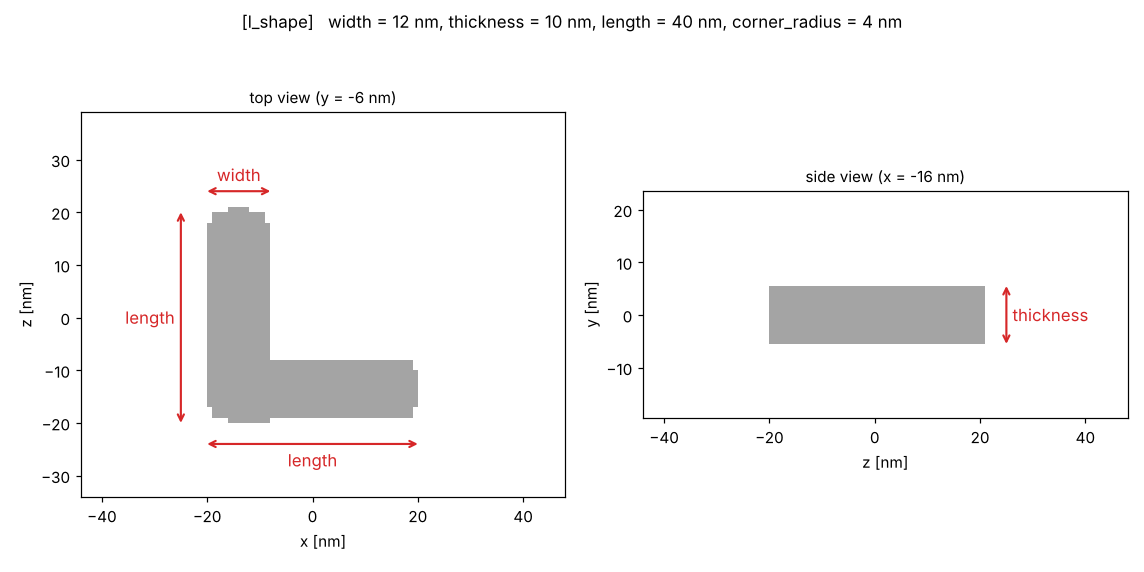 [l_shape]   width = 12 nm, thickness = 10 nm, length = 40 nm, corner_radius = 4 nm
top view (y = -6 nm)
width
length
length
30
20
10
0
−10
−20
−30
z [nm]
−40
−20
0
20
40
x [nm]
side view (x = -16 nm)
thickness
20
10
0
−10
y [nm]
−40
−20
0
20
40
z [nm]